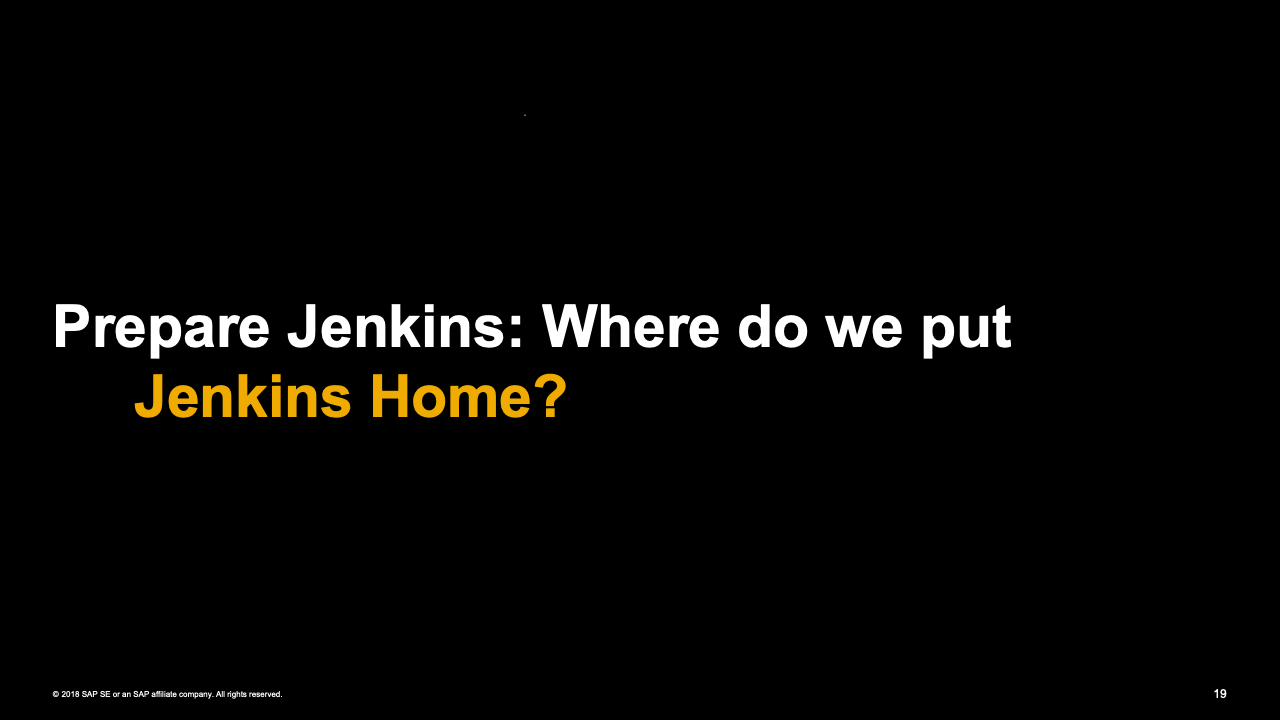 Prepare Jenkins: Where do we put
Jenkins Home?
© 2018 SAP SE or an SAP affiliate company. All rights reserved.
19